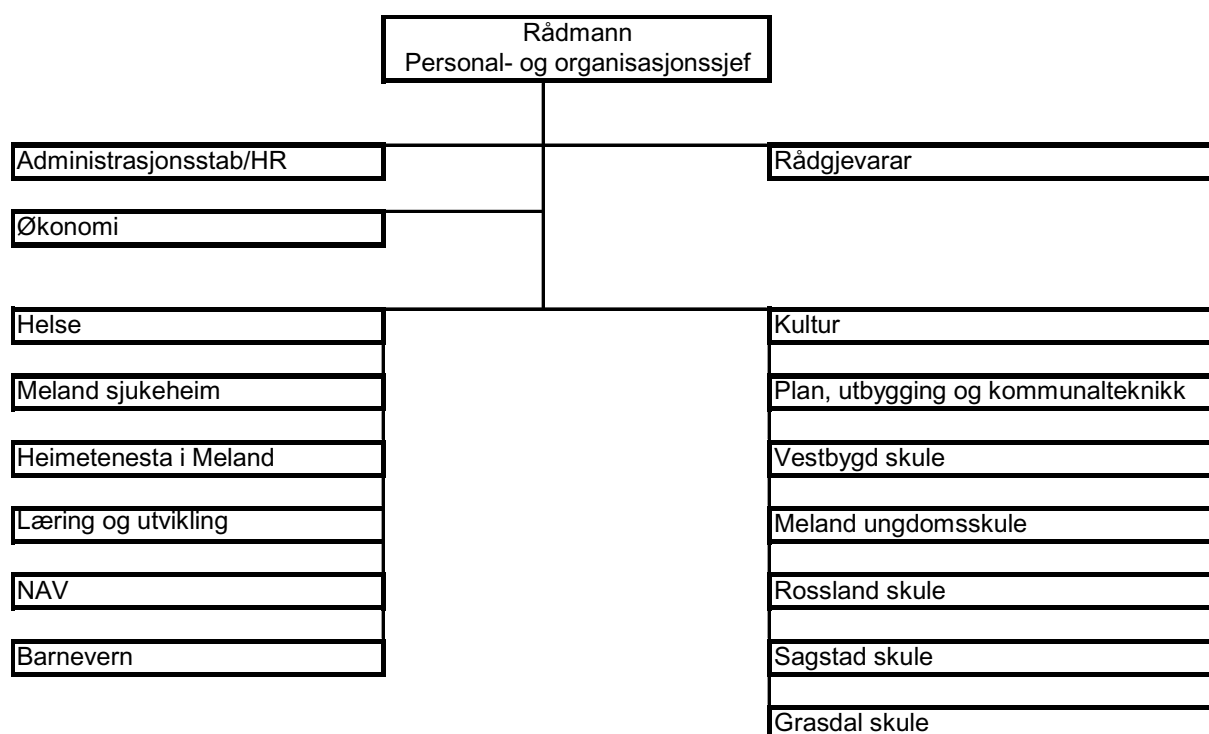 Rådmann
Personal- og organisasjonssjef
Administrasjonsstab/HR
Rådgjevarar
Økonomi
Helse
Kultur
Meland sjukeheim
Plan, utbygging og kommunalteknikk
Heimetenesta i Meland
Vestbygd skule
Læring og utvikling
Meland ungdomsskule
NAV
Rossland skule
Barnevern
Sagstad skule
Grasdal skule